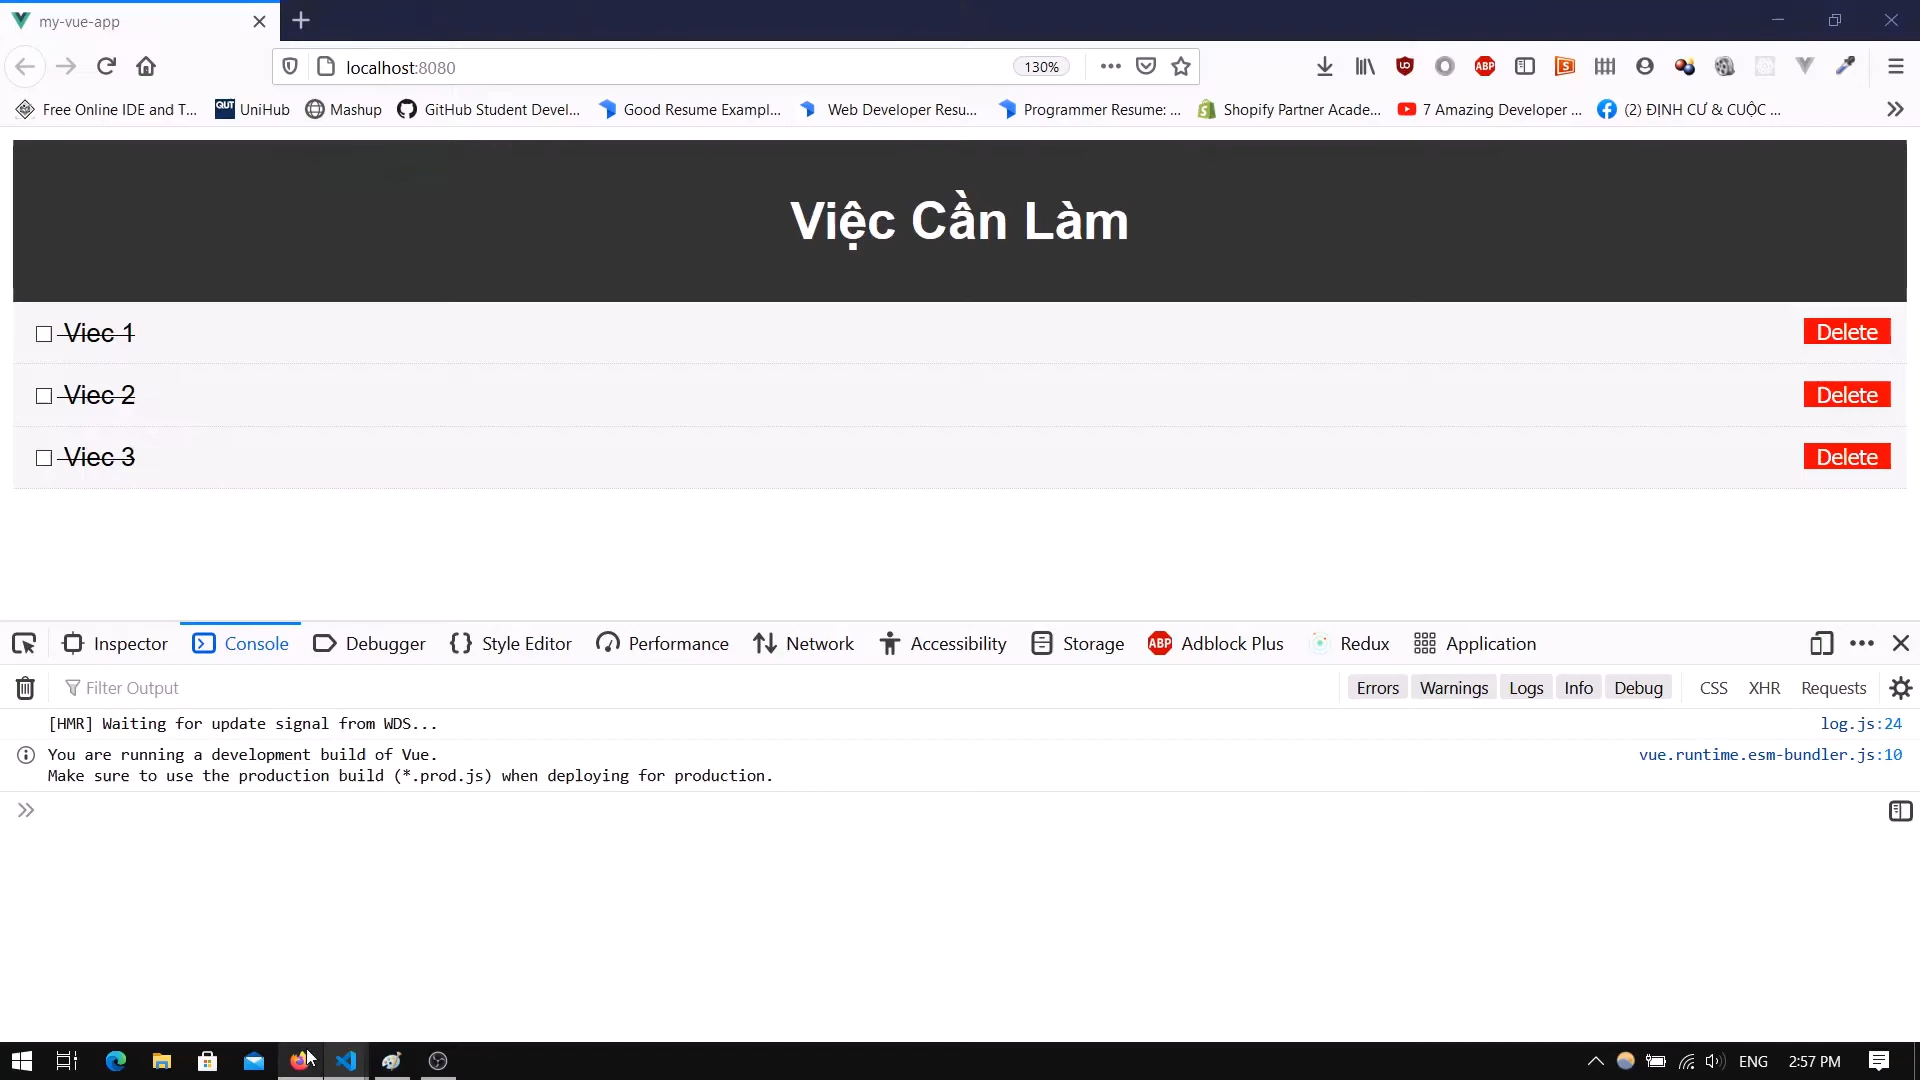 my-vue-app
localhost:8080
130%
Free Online IDE and T...
UniHub
Mashup
GitHub Student Devel...
Good Resume Exampl...
Web Developer Resu...
Programmer Resume: ...
Shopify Partner Acade...
7 Amazing Developer ...
(2) ĐỊNH CƯ & CUỘC ...
Việc Cần Làm
Viec 1
Delete
Viec 2
Delete
Viec 3
Delete
Inspector
Console
Debugger
Style Editor
Performance
Network
Accessibility
Storage
ABP
Adblock Plus
Redux
Application
Filter Output
Errors
Warnings
Logs
Info
Debug
CSS
XHR
Requests
[HMR] Waiting for update signal from WDS...
log.js:24
You are running a development build of Vue.
vue.runtime.esm-bundler.js:10
Make sure to use the production build (*.prod.js) when deploying for production.
ENG
2:57 PM